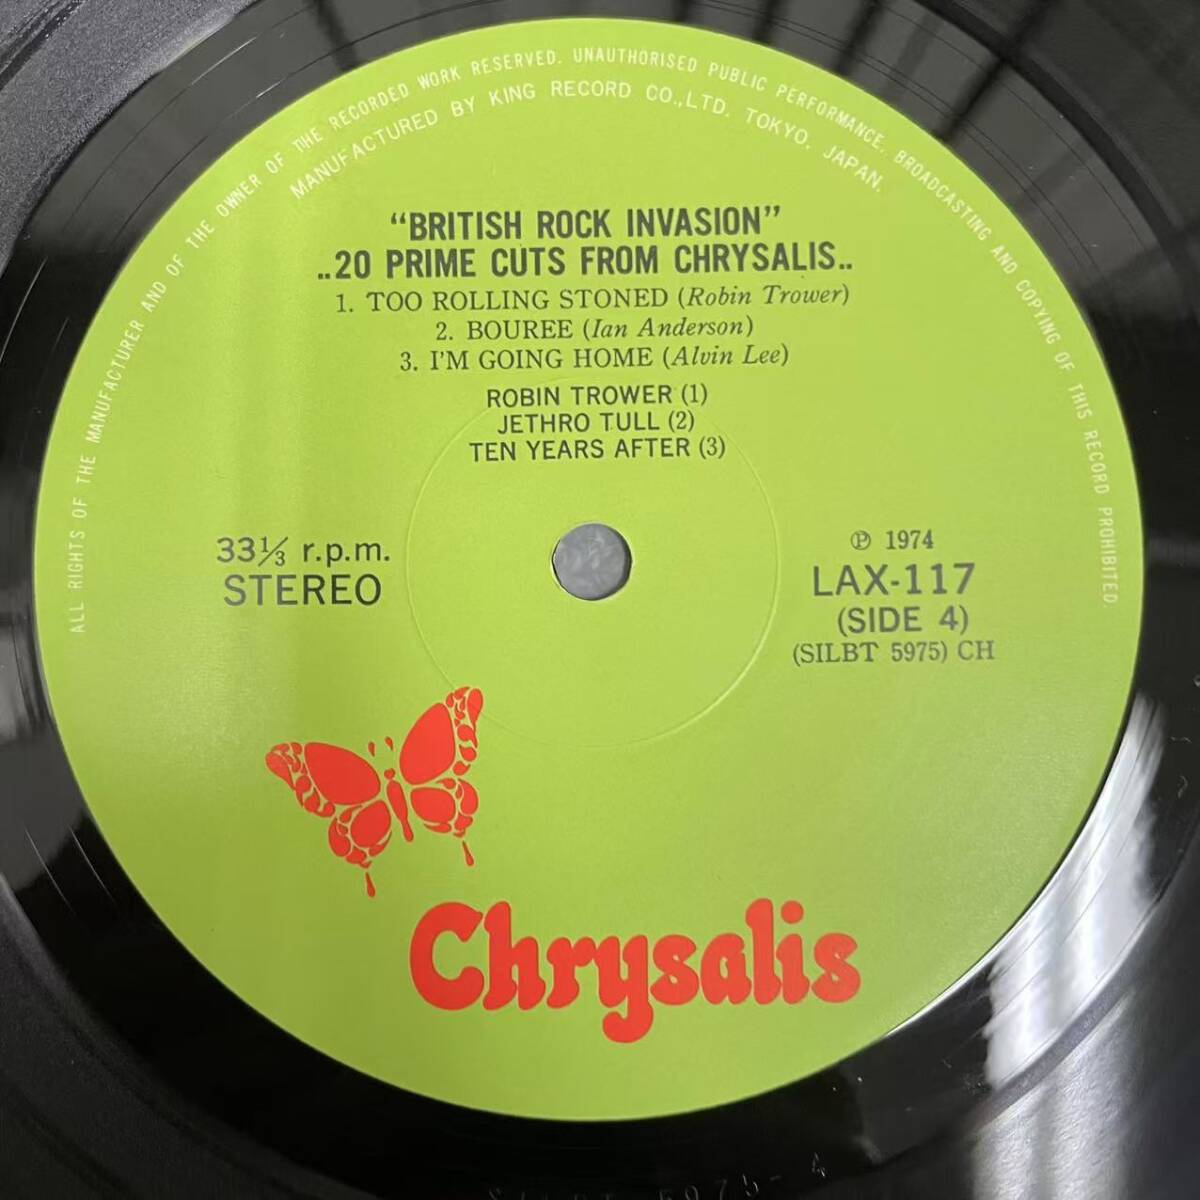 ALL RIGHTS OF THE MANUFACTURER AND OF THE OWNER OF THE RECORDED WORK RESERVED. UNAUTHORISED PUBLIC PERFORMANCE, BROADCASTING AND COPYING OF THIS RECORD PROHIBITED.
MANUFACTURED BY KING RECORD CO.,LTD. TOKYO, JAPAN.
“BRITISH ROCK INVASION”
..20 PRIME CUTS FROM CHRYSALIS..
1. TOO ROLLING STONED (Robin Trower)
2. BOUREE (Ian Anderson)
3. I'M GOING HOME (Alvin Lee)
ROBIN TROWER (1)
JETHRO TULL (2)
TEN YEARS AFTER (3)
33⅓ r.p.m.
STEREO
℗ 1974
LAX-117
(SIDE 4)
(SILBT 5975) CH
Chrysalis
5975-4